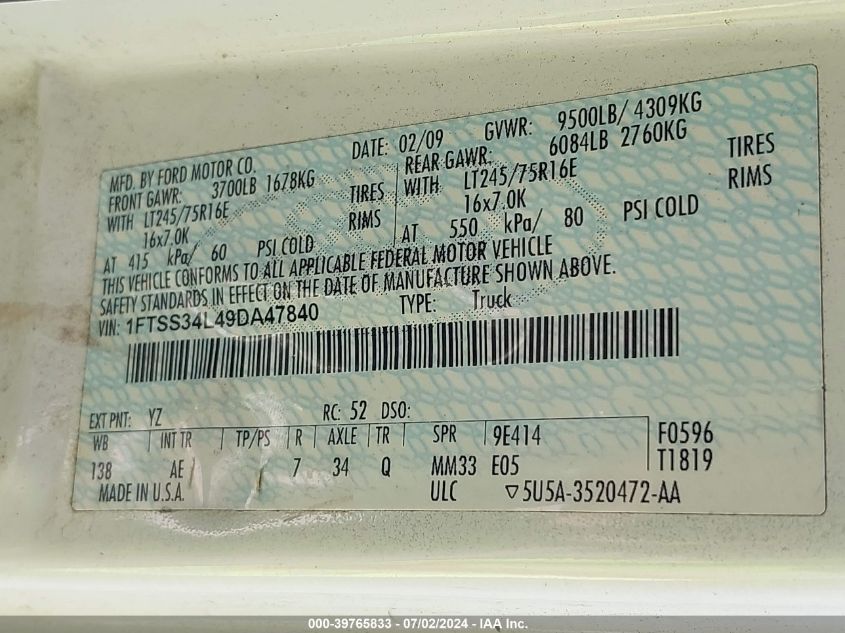 MFD. BY FORD MOTOR CO. DATE: 02/09 GVWR: 9500LB/ 4309KG
FRONT GAWR: 3700LB 1678KG REAR GAWR: 6084LB 2760KG
WITH LT245/75R16E TIRES WITH LT245/75R16E TIRES
16x7.0K RIMS 16x7.0K RIMS
AT 415 kPa/ 60 PSI COLD AT 550 kPa/ 80 PSI COLD
THIS VEHICLE CONFORMS TO ALL APPLICABLE FEDERAL MOTOR VEHICLE
SAFETY STANDARDS IN EFFECT ON THE DATE OF MANUFACTURE SHOWN ABOVE.
VIN: 1FTSS34L49DA47840 TYPE: Truck
EXT PNT: YZ RC: 52 DSO:
WB INT TR TP/PS R AXLE TR SPR 9E414 F0596
138 AE 7 34 Q MM33 E05 T1819
MADE IN U.S.A. ULC ▽5U5A-3520472-AA
000-39765833 - 07/02/2024 - IAA Inc.